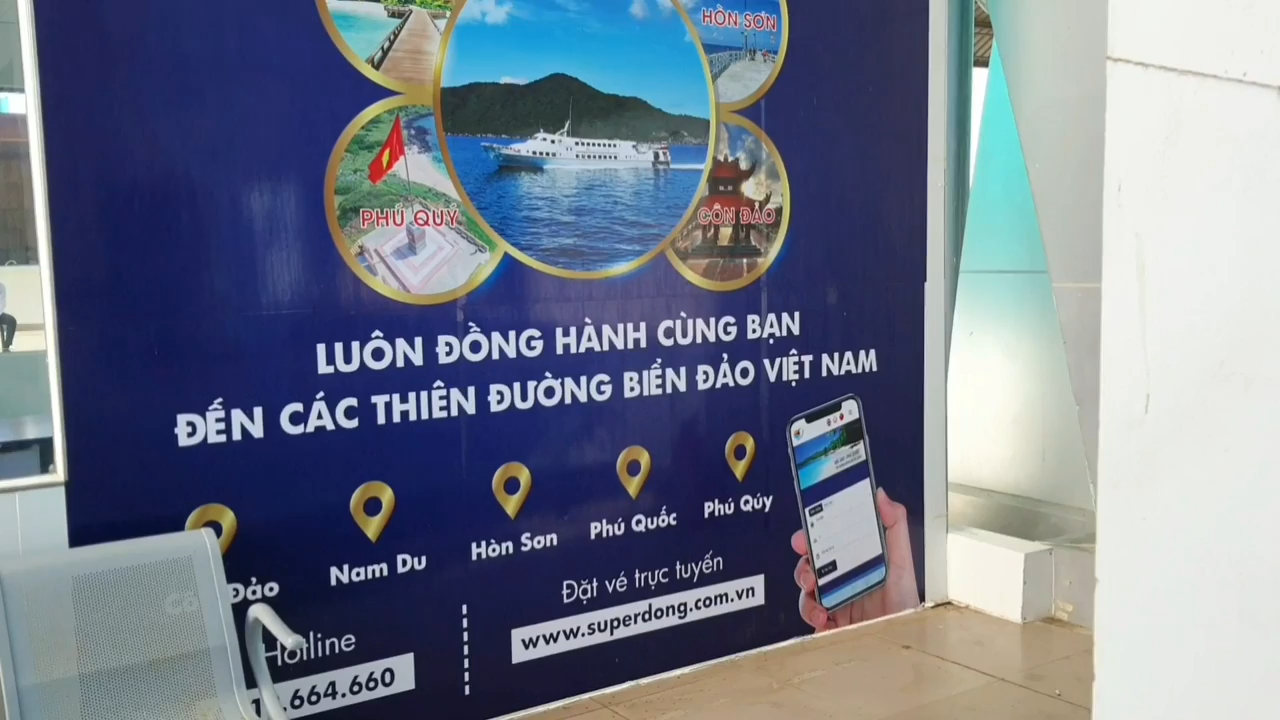 HÒN SƠN
PHÚ QUÝ
CÔN ĐẢO
LUÔN ĐỒNG HÀNH CÙNG BẠN
ĐẾN CÁC THIÊN ĐƯỜNG BIỂN ĐẢO VIỆT NAM
Đảo
Nam Du
Hòn Sơn
Phú Quốc
Phú Qúy
Hotline
.664.660
Đặt vé trực tuyến
www.superdong.com.vn